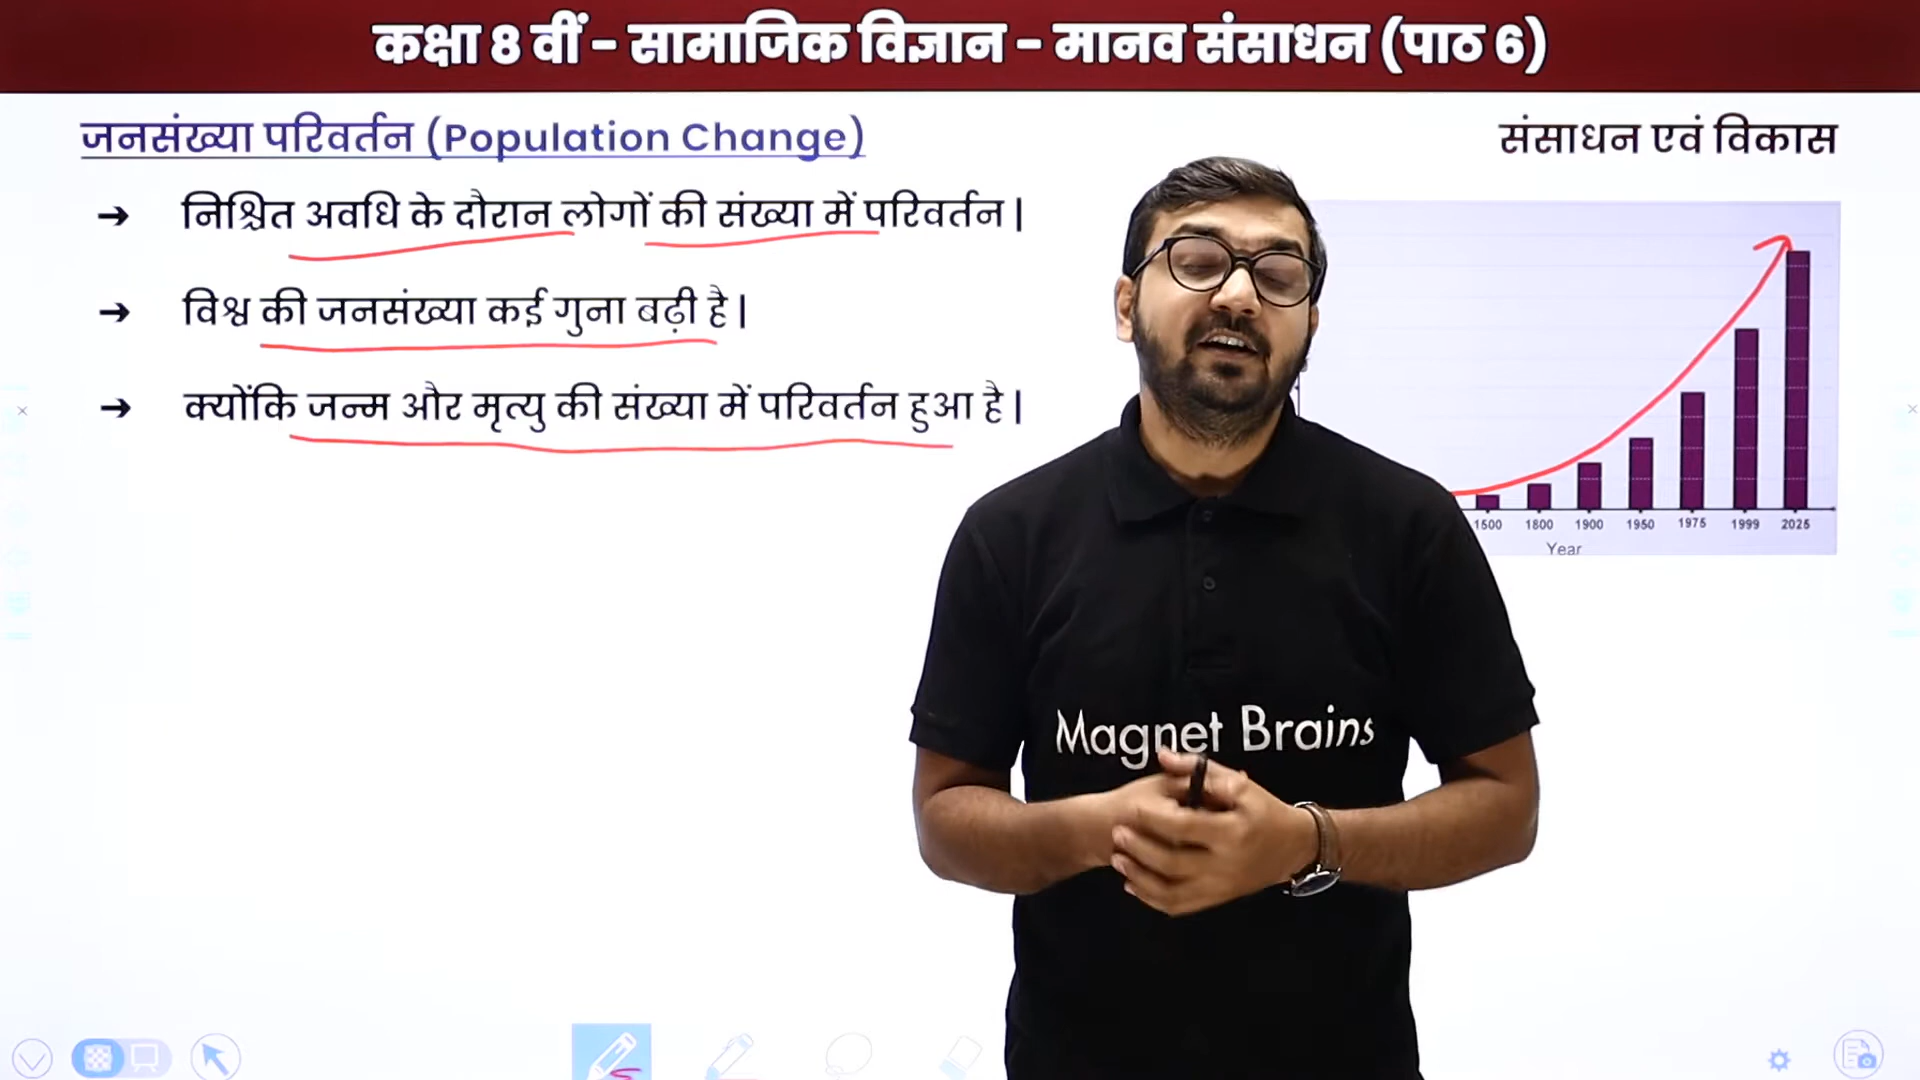 कक्षा 8 वीं - सामाजिक विज्ञान - मानव संसाधन (पाठ 6)
जनसंख्या परिवर्तन (Population Change)
संसाधन एवं विकास
➔ निश्चित अवधि के दौरान लोगों की संख्या में परिवर्तन |
➔ विश्व की जनसंख्या कई गुना बढ़ी है |
➔ क्योंकि जन्म और मृत्यु की संख्या में परिवर्तन हुआ है |
1500 1800 1900 1950 1975 1999 2025
Year
Magnet Brains